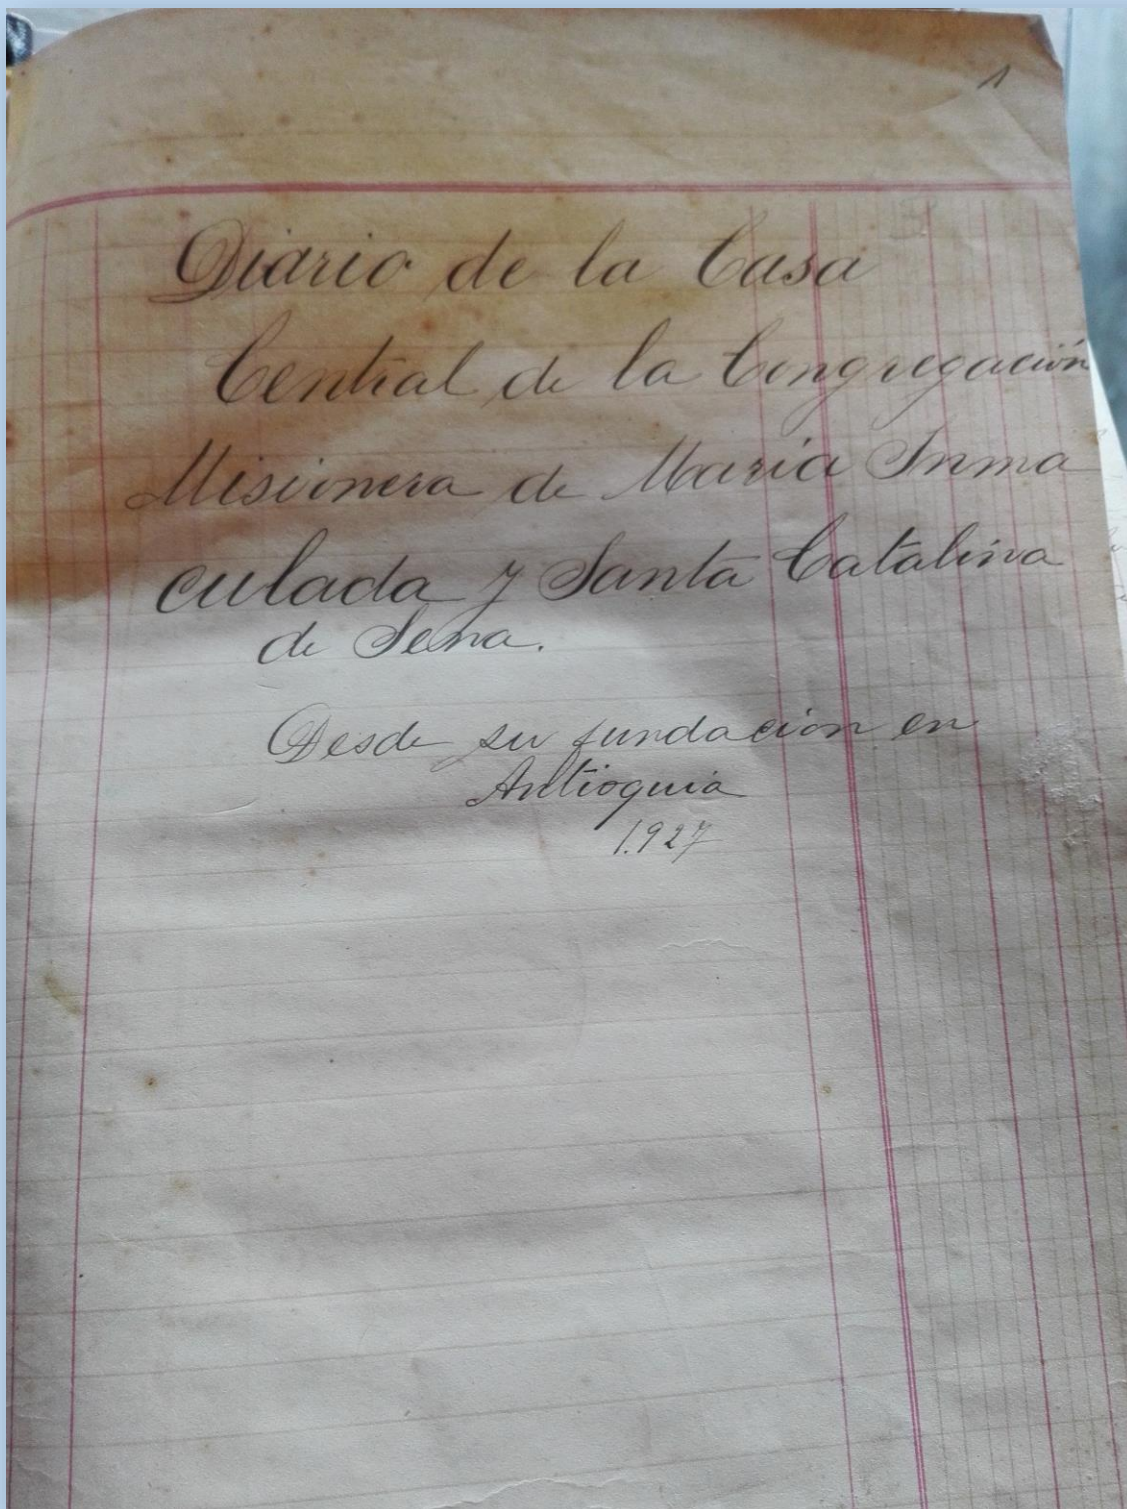 1
Diario de la Casa
Central de la Congregación
Misionera de Maria Inma
culada y Santa Catalina
de Sena.
Desde su fundación en
Antioquia
1.927